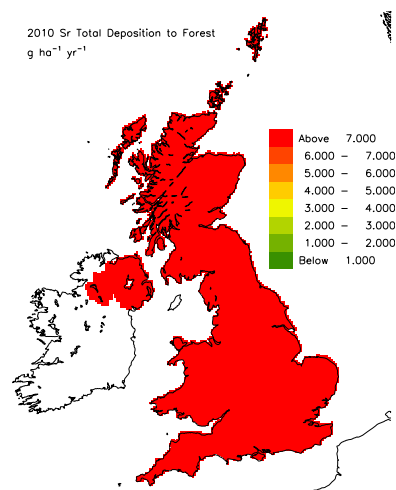 2010 Sr Total Deposition to Forest
g ha⁻¹ yr⁻¹
Above 7.000
6.000 – 7.000
5.000 – 6.000
4.000 – 5.000
3.000 – 4.000
2.000 – 3.000
1.000 – 2.000
Below 1.000